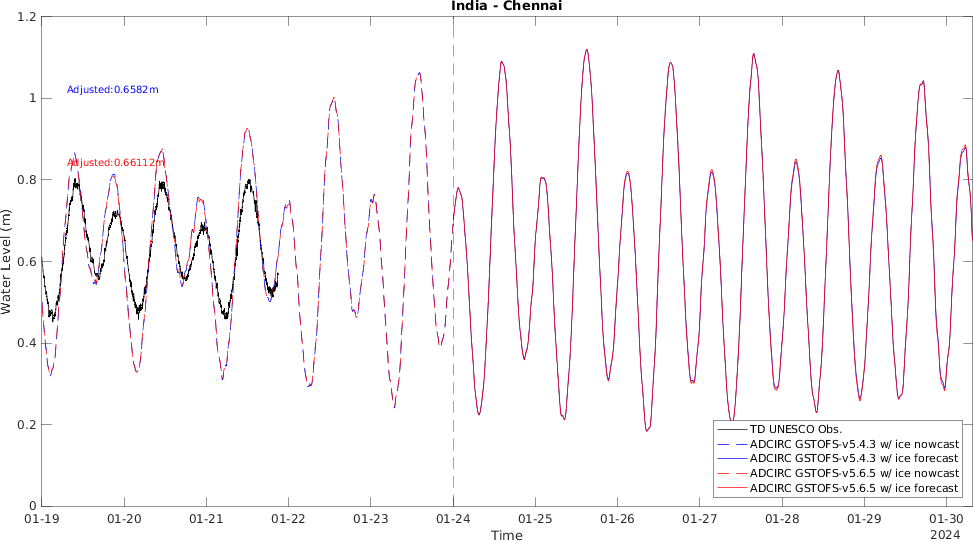 India - Chennai
1.2
1
0.8
0.6
0.4
0.2
0
Water Level (m)
Adjusted:0.6582m
Adjusted:0.66112m
TD UNESCO Obs.
ADCIRC GSTOFS-v5.4.3 w/ ice nowcast
ADCIRC GSTOFS-v5.4.3 w/ ice forecast
ADCIRC GSTOFS-v5.6.5 w/ ice nowcast
ADCIRC GSTOFS-v5.6.5 w/ ice forecast
01-19 01-20 01-21 01-22 01-23 01-24 01-25 01-26 01-27 01-28 01-29 01-30
Time
2024